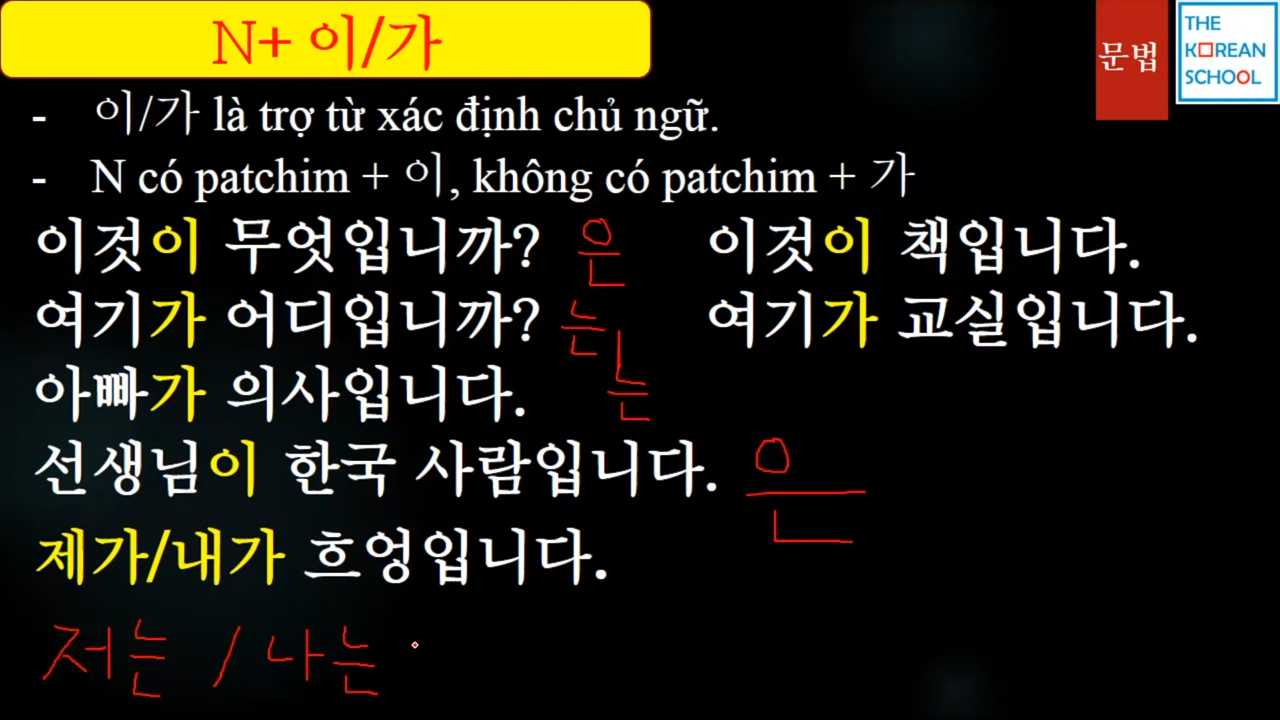 N+ 이/가
문법
THE
KOREAN
SCHOOL
- 이/가 là trợ từ xác định chủ ngữ.
- N có patchim + 이, không có patchim + 가
이것이 무엇입니까? 은 이것이 책입니다.
여기가 어디입니까? 는 여기가 교실입니다.
아빠가 의사입니다. 는
선생님이 한국 사람입니다. 은
제가/내가 흐엉입니다.
저는 / 나는